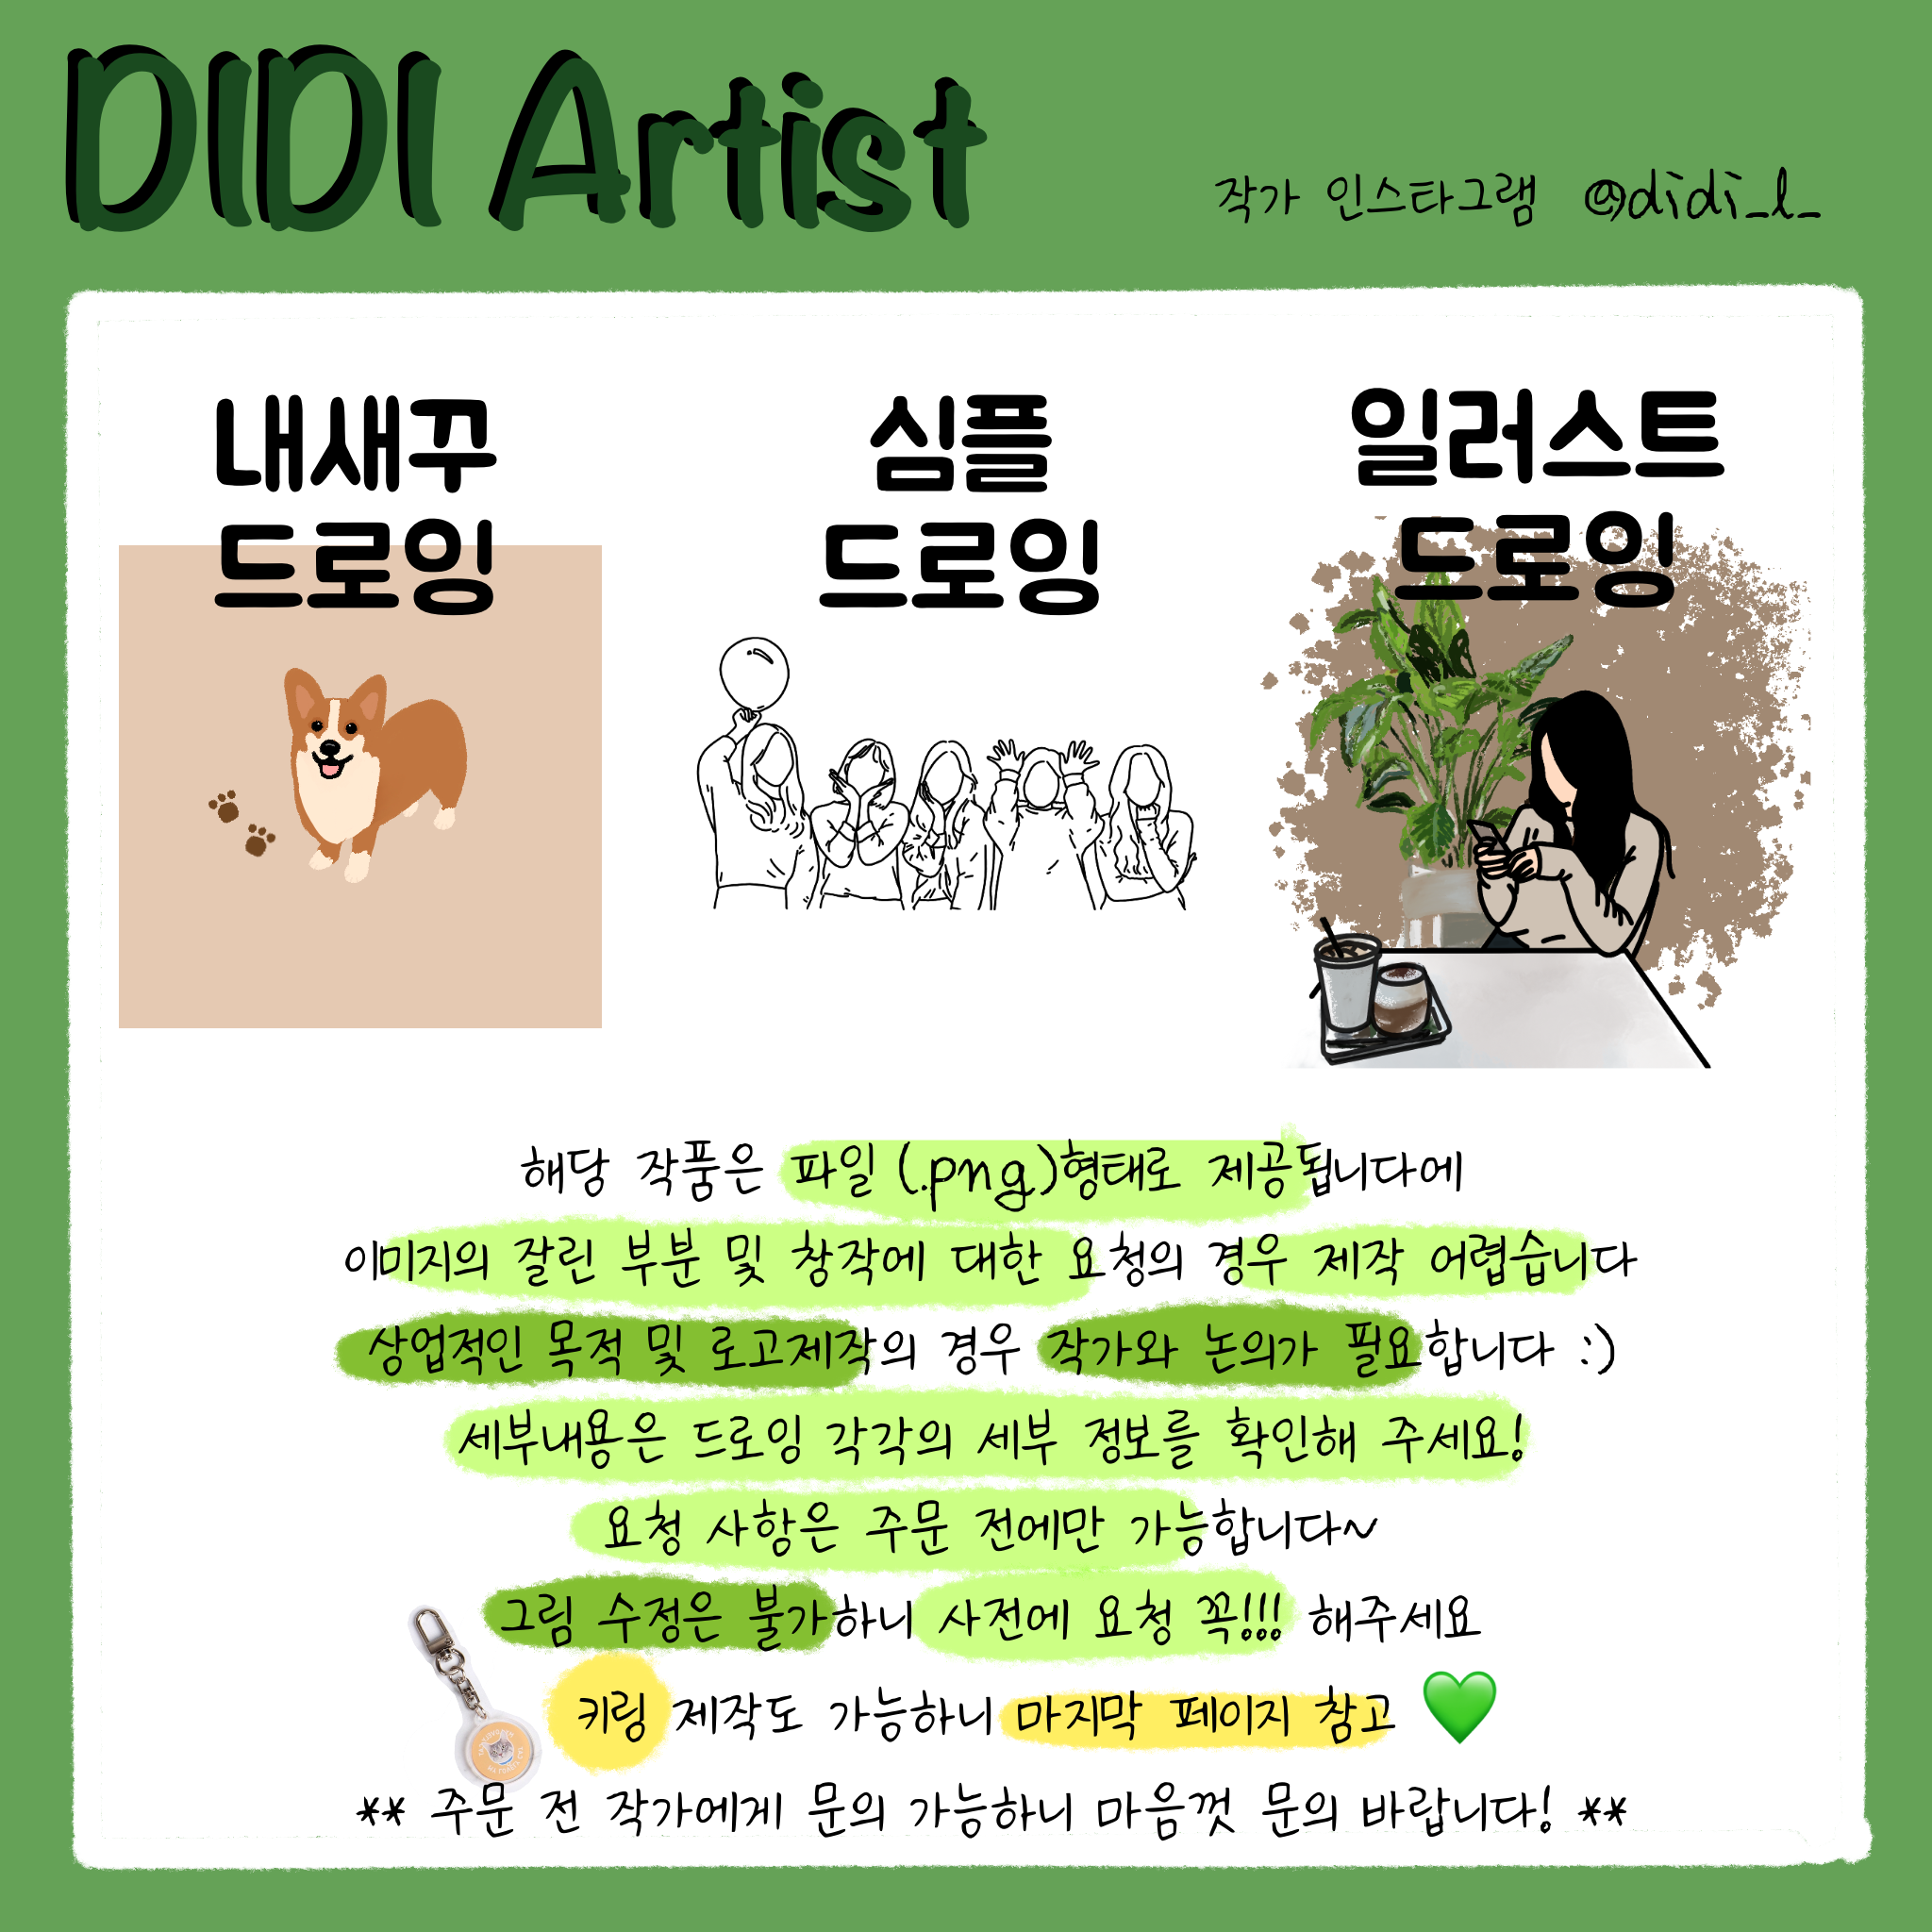 DIDI Artist
작가 인스타그램 @didi_l_
내새꾸
드로잉
심플
드로잉
일러스트
드로잉
해당 작품은 파일(.png)형태로 제공됩니다에
이미지의 잘린 부분 및 창작에 대한 요청의 경우 제작 어렵습니다
상업적인 목적 및 로고제작의 경우 작가와 논의가 필요합니다 :)
세부내용은 드로잉 각각의 세부 정보를 확인해 주세요!
요청 사항은 주문 전에만 가능합니다~
그림 수정은 불가하니 사전에 요청 꼭!!! 해주세요
키링 제작도 가능하니 마지막 페이지 참고
** 주문 전 작가에게 문의 가능하니 마음껏 문의 바랍니다! **